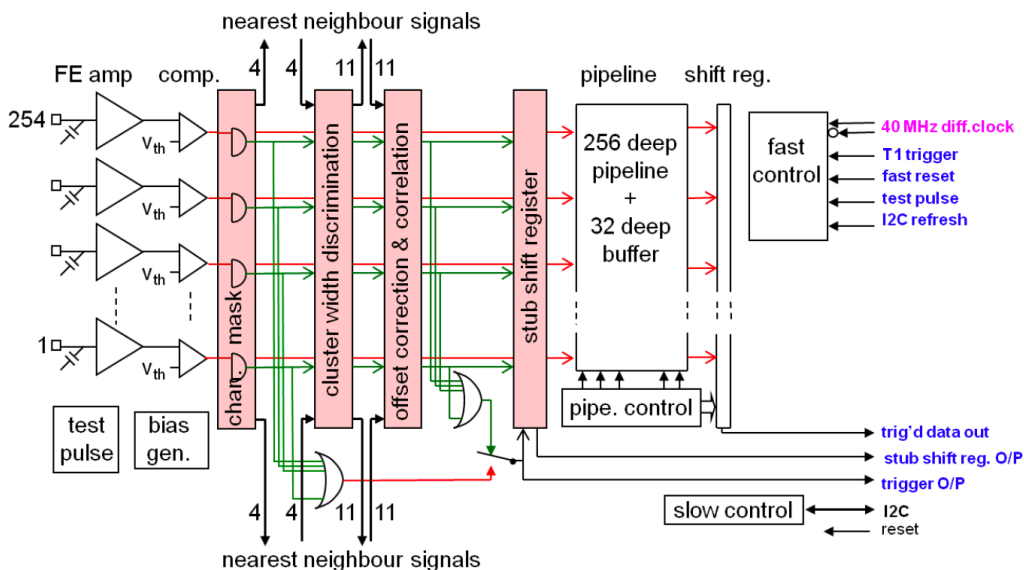 nearest neighbour signals
4
4
11
11
FE amp
comp.
pipeline
shift reg.
254
Vth
Vth
Vth
1
Vth
chan. mask
cluster width discrimination
offset correction & correlation
stub shift register
256 deep
pipeline
+
32 deep
buffer
fast
control
40 MHz diff.clock
T1 trigger
fast reset
test pulse
I2C refresh
test
pulse
bias
gen.
pipe. control
trig'd data out
stub shift reg. O/P
trigger O/P
slow control
I2C
reset
4
4
11
11
nearest neighbour signals